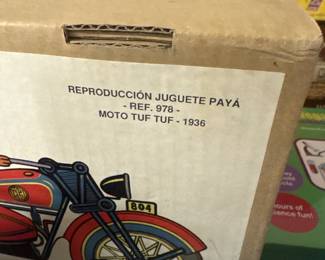 REPRODUCCIÓN JUGUETE PAYÁ
- REF. 978 -
MOTO TUF TUF - 1936
804